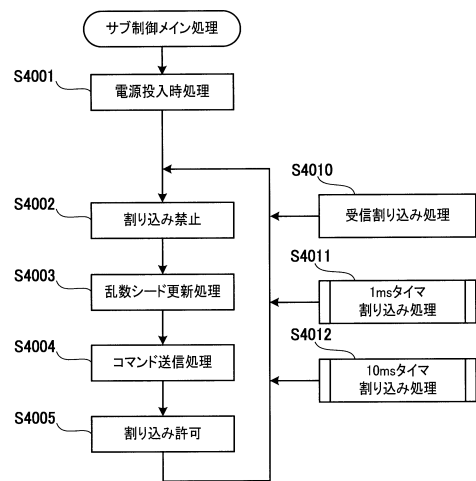 サブ制御メイン処理
S4001
電源投入時処理
S4002
割り込み禁止
S4003
乱数シード更新処理
S4004
コマンド送信処理
S4005
割り込み許可
S4010
受信割り込み処理
S4011
1msタイマ
割り込み処理
S4012
10msタイマ
割り込み処理